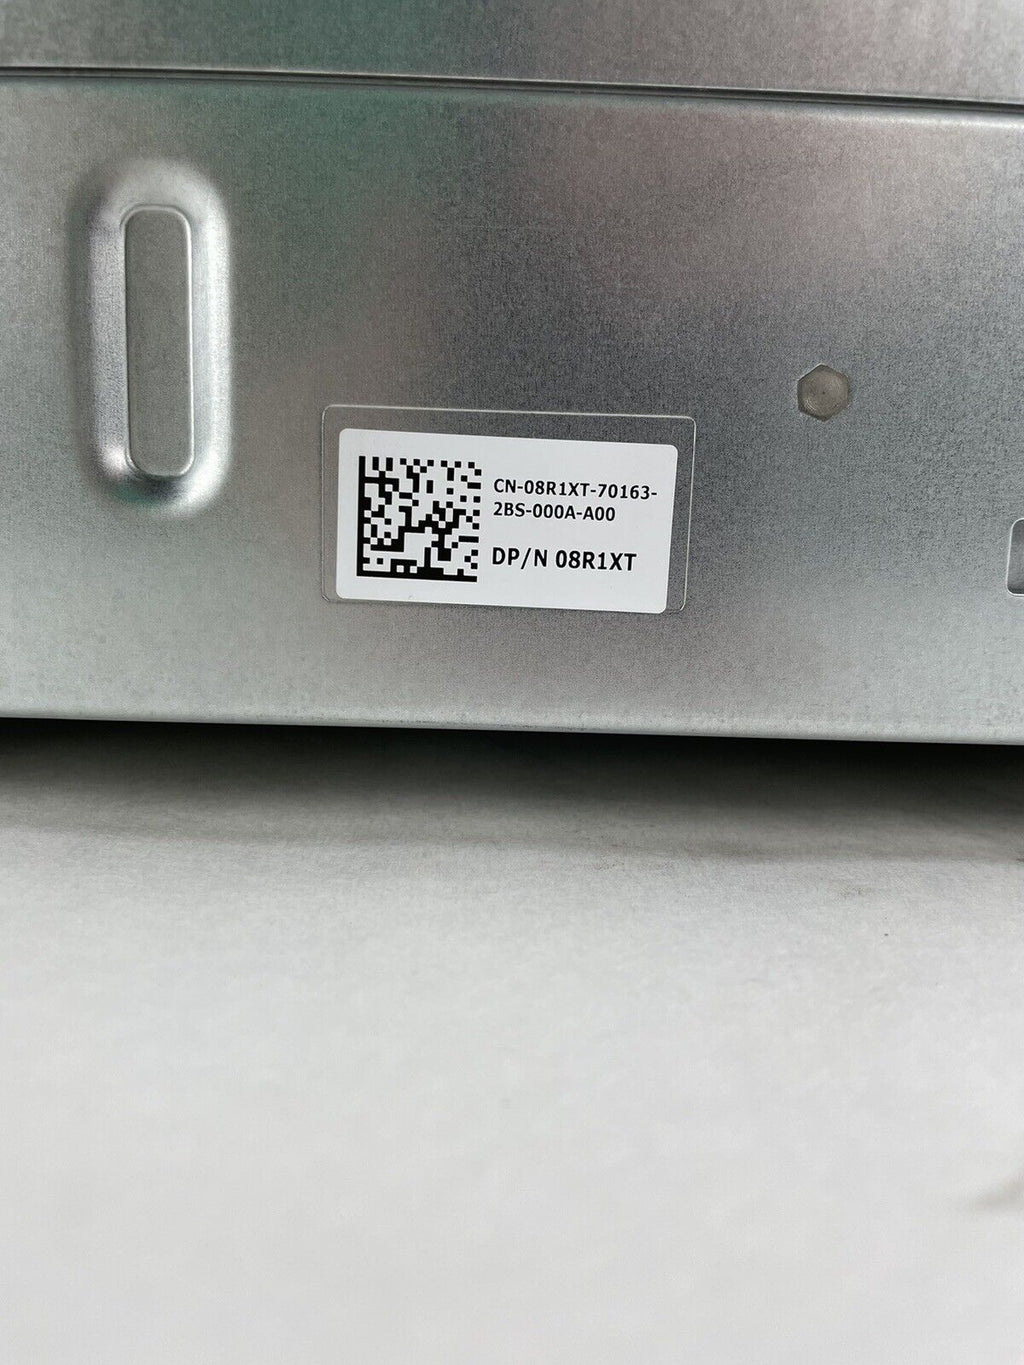 CN-08R1XT-70163-
2BS-000A-A00
DP/N 08R1XT